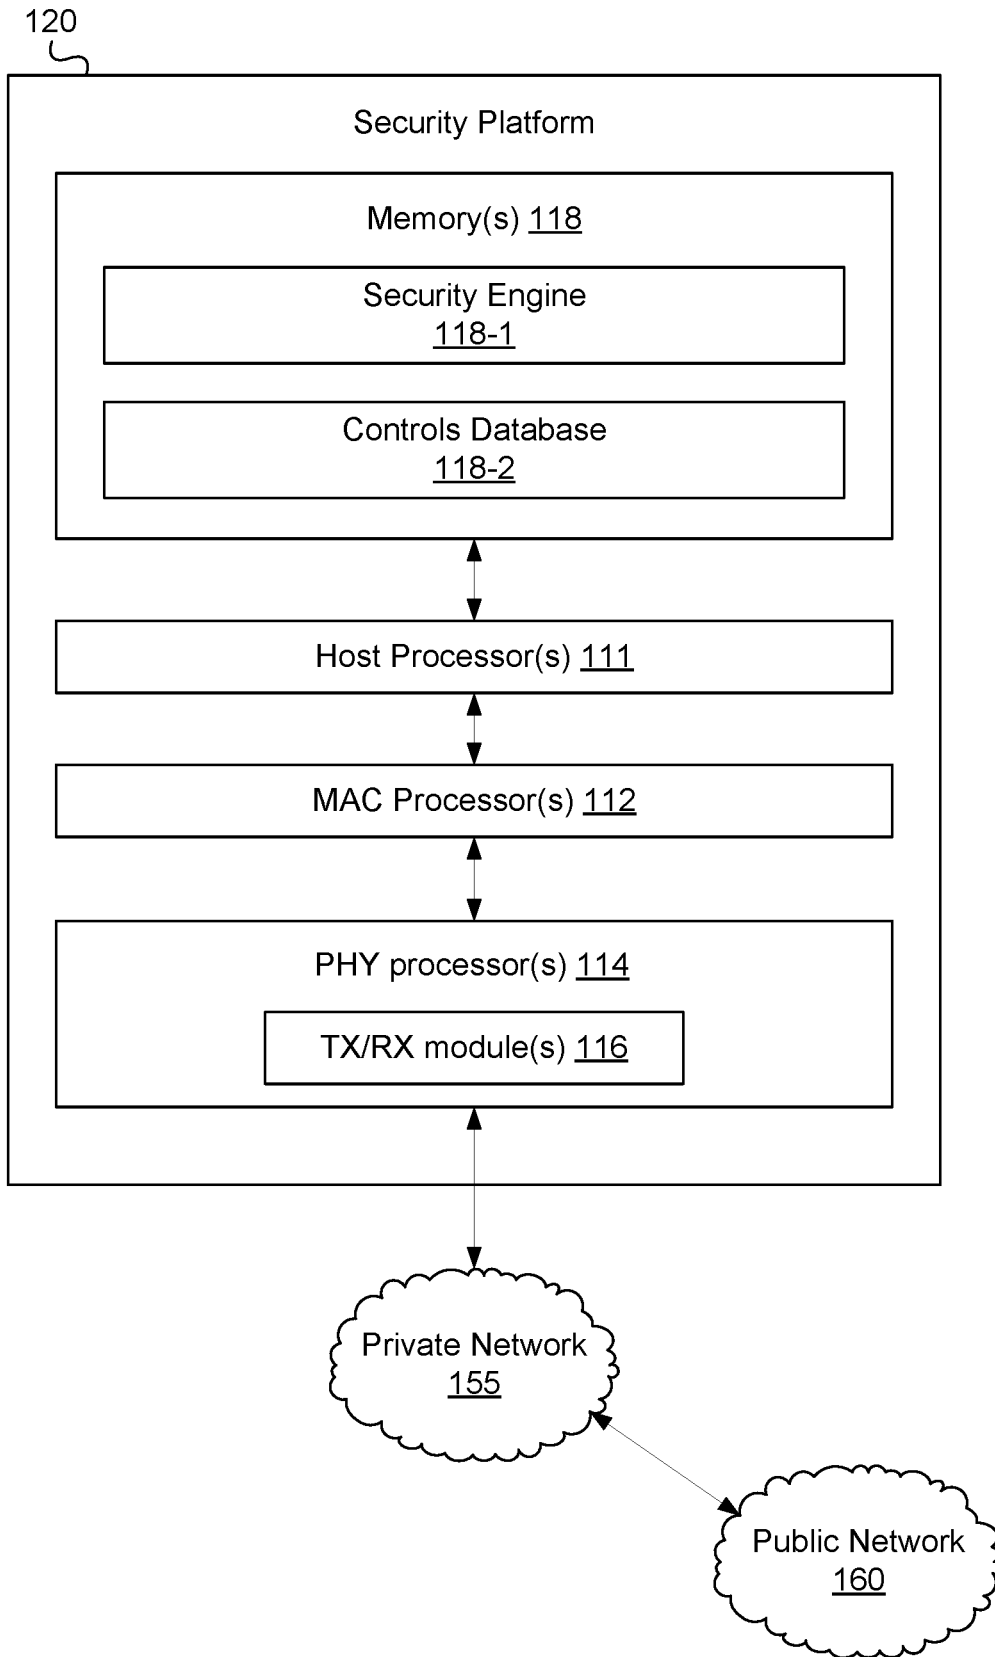 120
Security Platform
Memory(s) 118
Security Engine
118-1
Controls Database
118-2
Host Processor(s) 111
MAC Processor(s) 112
PHY processor(s) 114
TX/RX module(s) 116
Private Network
155
Public Network
160